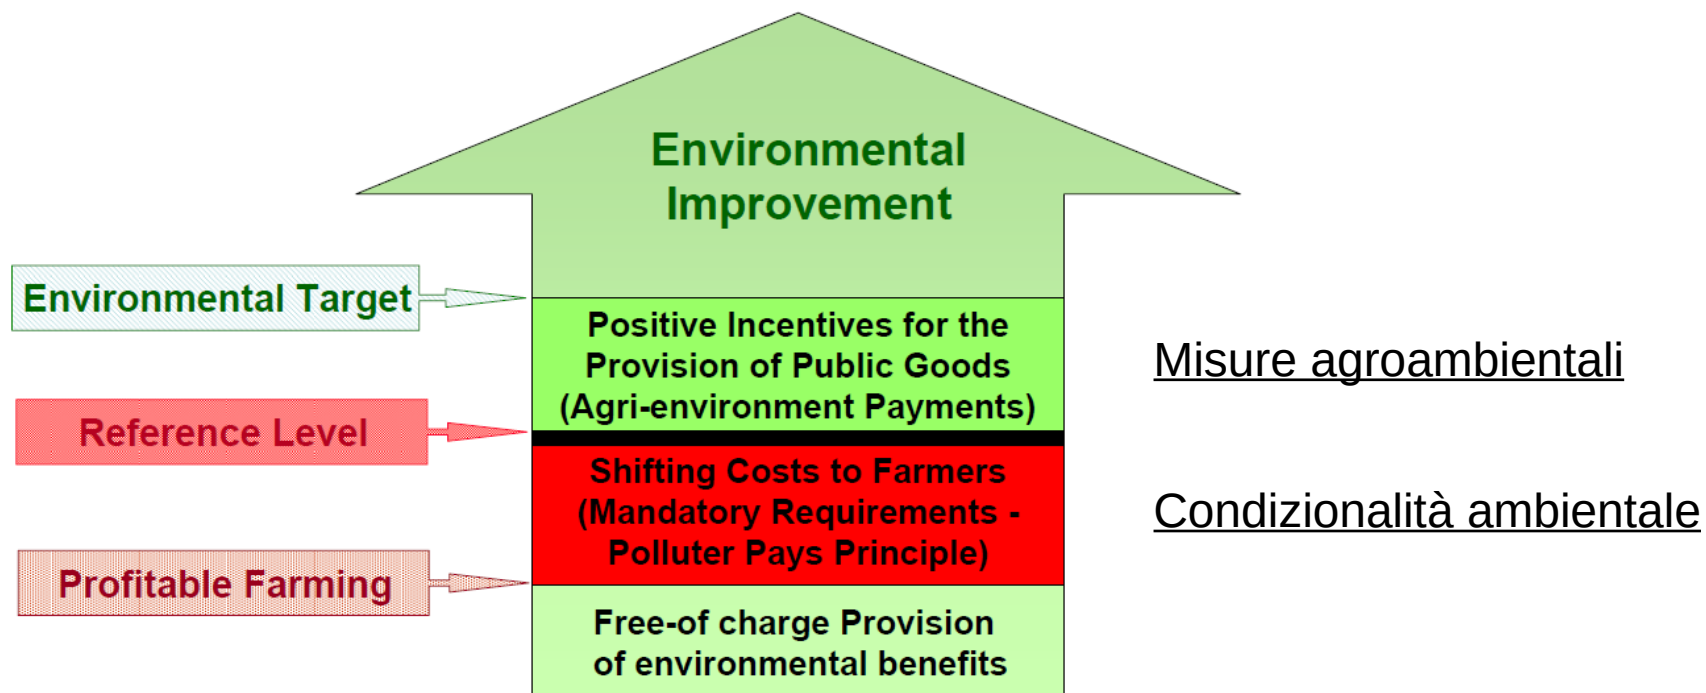 Environmental
Improvement
Environmental Target
Positive Incentives for the
Provision of Public Goods
(Agri-environment Payments)
Misure agroambientali
Reference Level
Shifting Costs to Farmers
(Mandatory Requirements -
Polluter Pays Principle)
Condizionalità ambientale
Profitable Farming
Free-of charge Provision
of environmental benefits